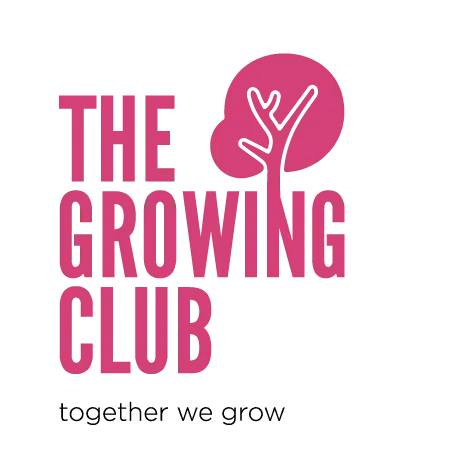 THE
GROWING
CLUB
together we grow